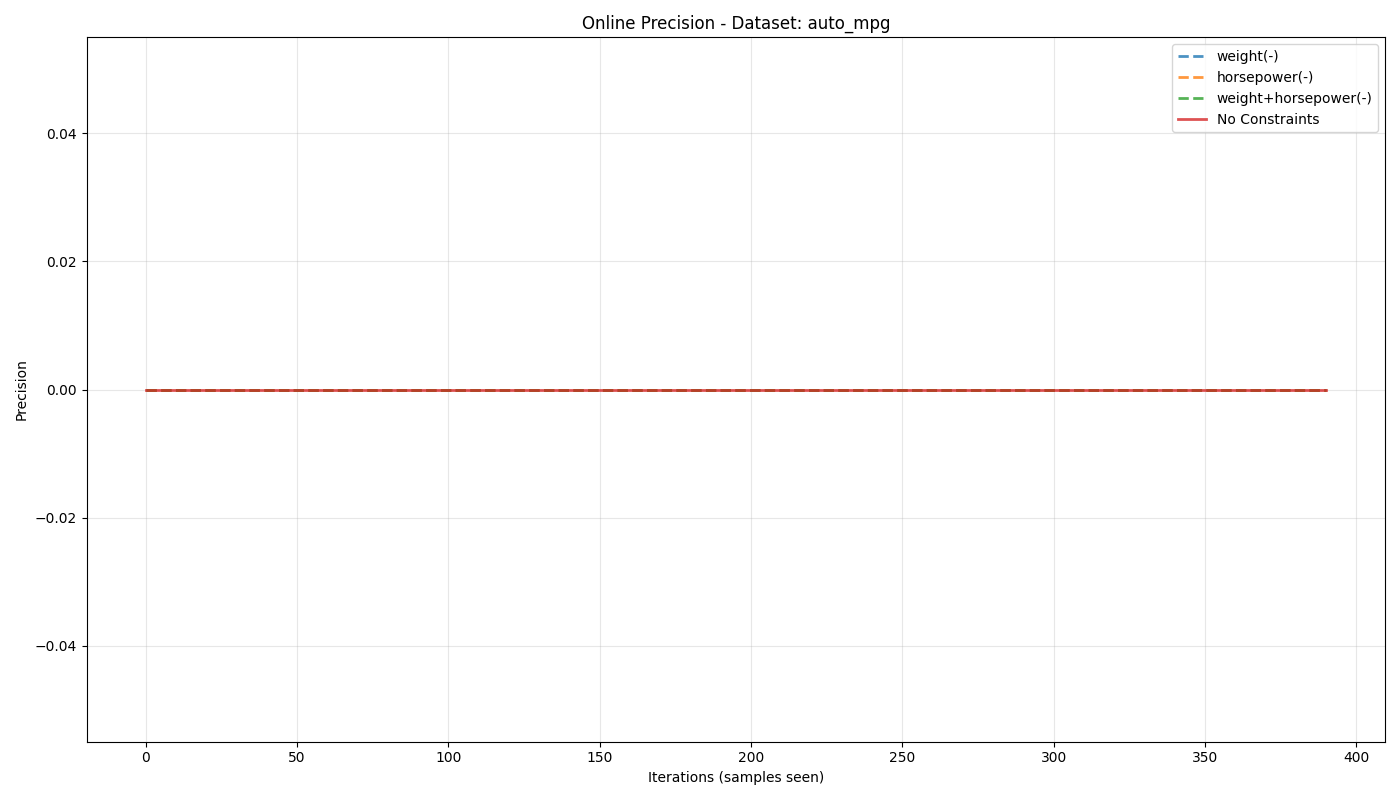 Online Precision - Dataset: auto_mpg
weight(-)
horsepower(-)
weight+horsepower(-)
No Constraints
Precision
0.04
0.02
0.00
−0.02
−0.04
0 50 100 150 200 250 300 350 400
Iterations (samples seen)